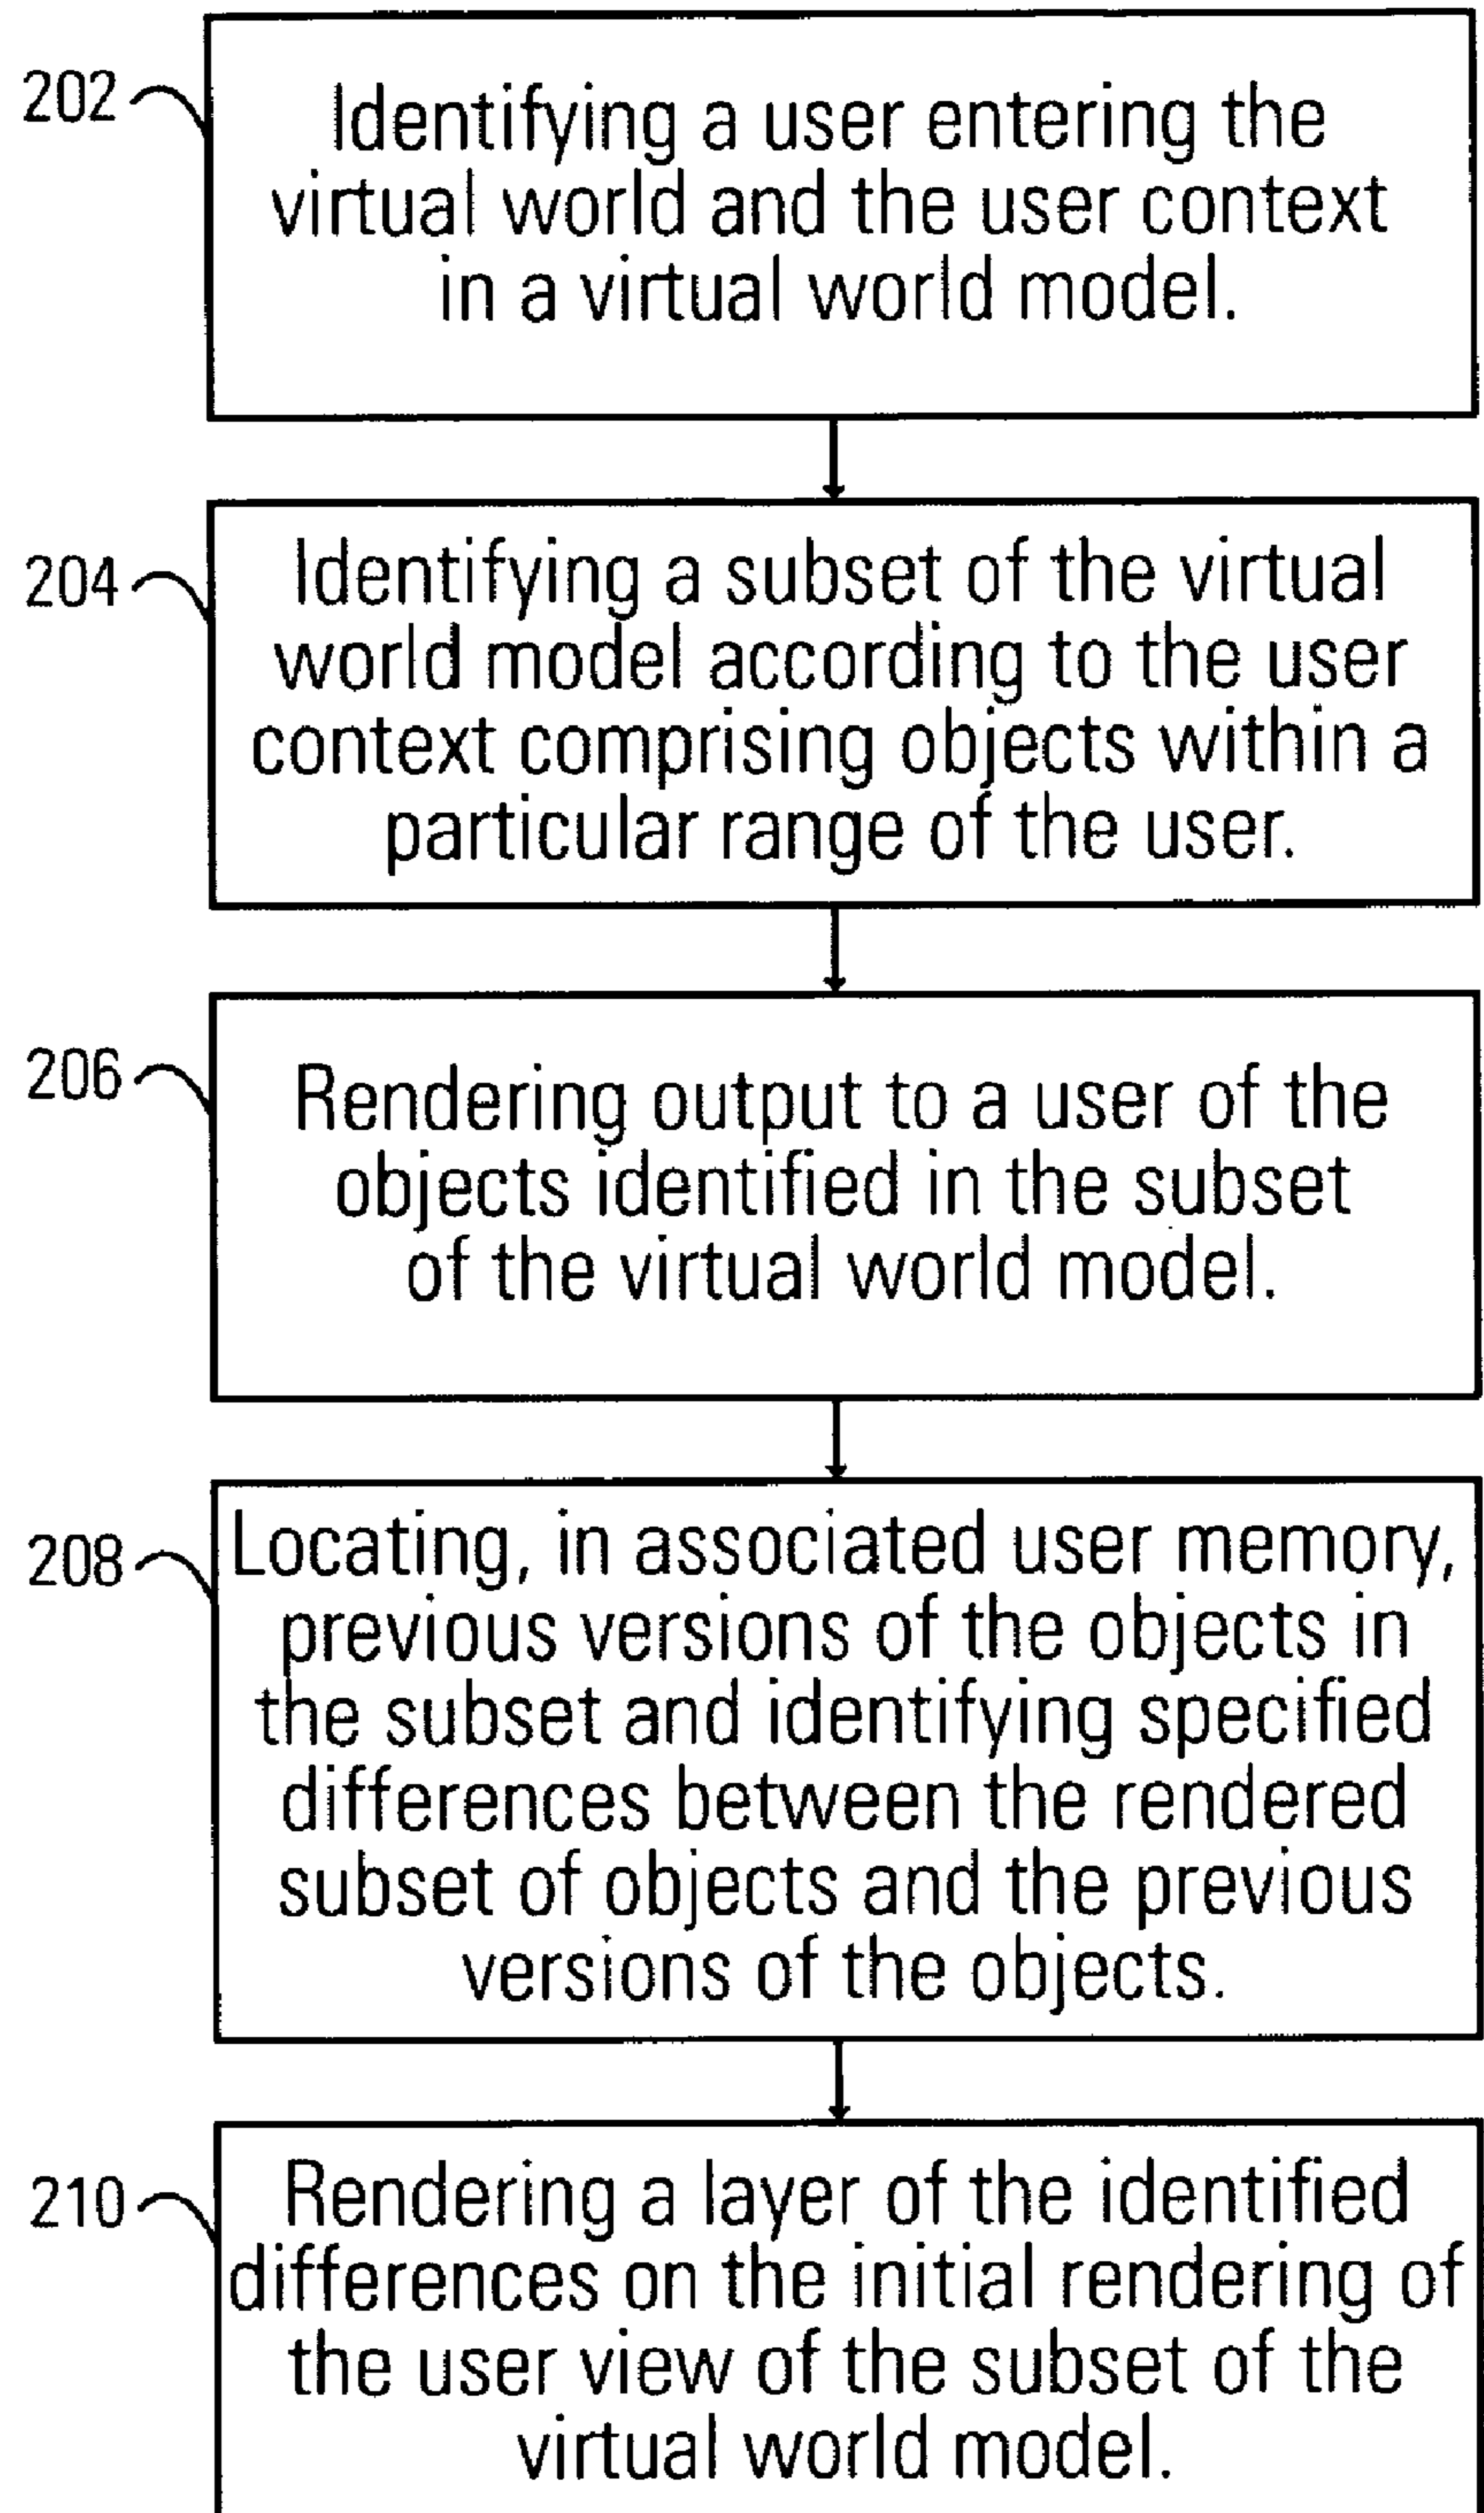 202
Identifying a user entering the
virtual world and the user context
in a virtual world model.
204
Identifying a subset of the virtual
world model according to the user
context comprising objects within a
particular range of the user.
206
Rendering output to a user of the
objects identified in the subset
of the virtual world model.
208
Locating, in associated user memory,
previous versions of the objects in
the subset and identifying specified
differences between the rendered
subset of objects and the previous
versions of the objects.
210
Rendering a layer of the identified
differences on the initial rendering of
the user view of the subset of the
virtual world model.